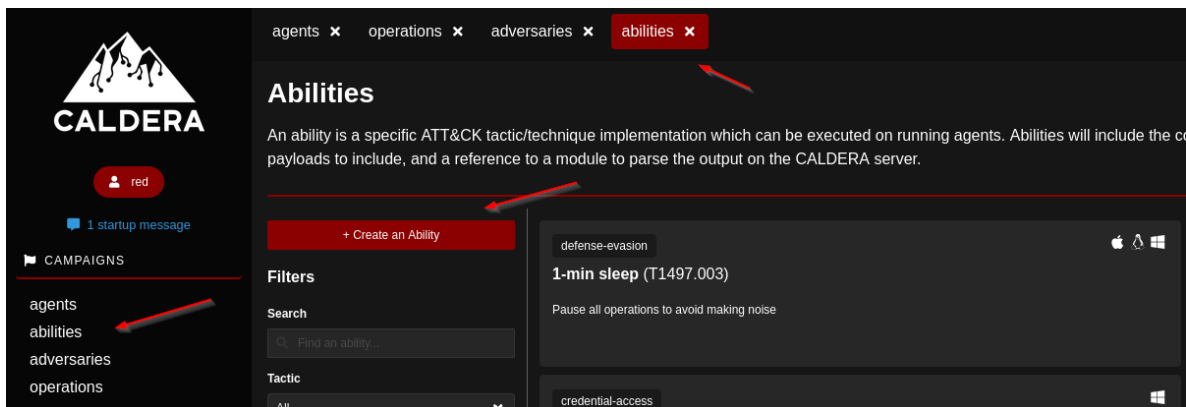 agents ✖ operations ✖ adversaries ✖ abilities ✖
CALDERA
red
1 startup message
CAMPAIGNS
agents
abilities
adversaries
operations
Abilities
An ability is a specific ATT&CK tactic/technique implementation which can be executed on running agents. Abilities will include the
payloads to include, and a reference to a module to parse the output on the CALDERA server.
+ Create an Ability
Filters
Search
Find an ability...
Tactic
All
defense-evasion
1-min sleep (T1497.003)
Pause all operations to avoid making noise
credential-access